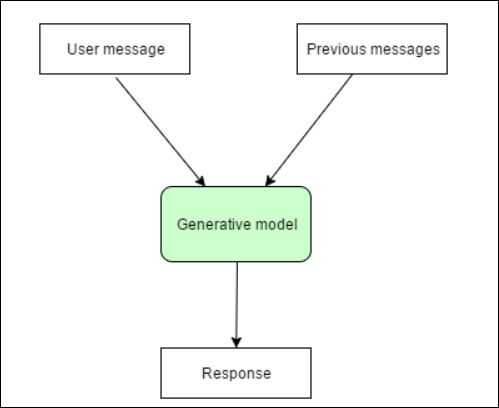 User message
Previous messages
Generative model
Response